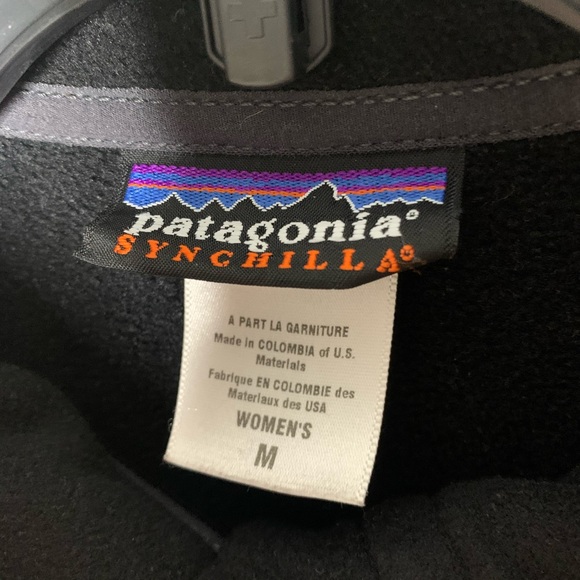 patagonia®
SYNCHILLA®
A PART LA GARNITURE
Made in COLOMBIA of U.S.
Materials
Fabrique EN COLOMBIE des
Materiaux des USA
WOMEN'S
M